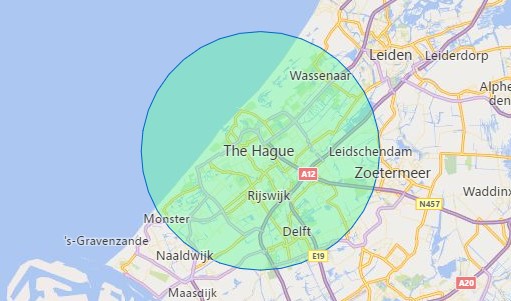 Wassenaar
Leiden
Leiderdorp
Alphe
den
The Hague
Leidschendam
A12
Zoetermeer
Rijswijk
Waddinx
N457
Monster
Delft
's-Gravenzande
Naaldwijk
E19
A20
Maasdijk